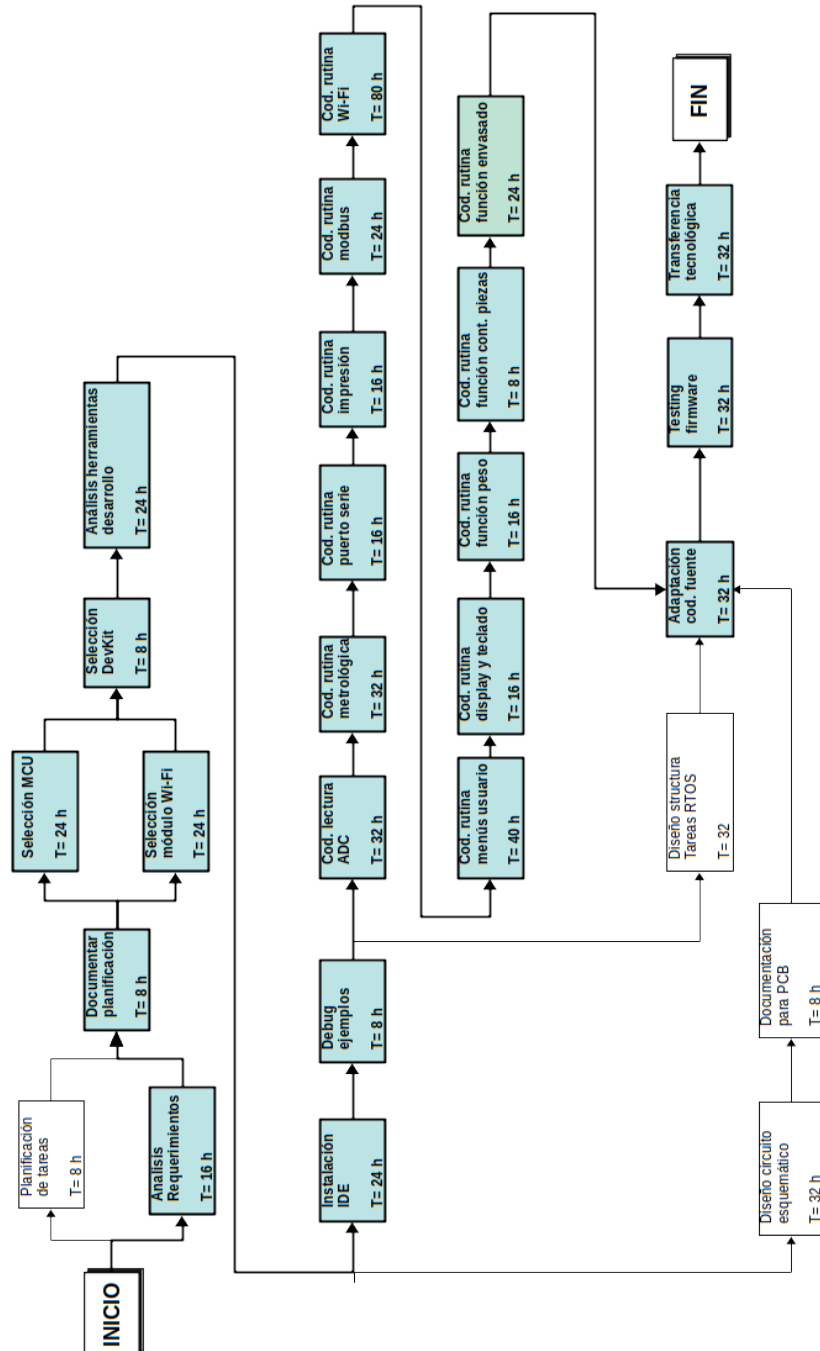 INICIO
Planificación
de tareas
T= 8 h
Analisis
Requerimientos
T= 16 h
Documentar
planificación
T= 8 h
Selección MCU
T= 24 h
Selección
módulo Wi-Fi
T= 24 h
Selección
DevKit
T= 8 h
Análisis herramientas
desarrollo
T= 24 h
Instalación
IDE
T= 24 h
Debug
ejemplos
T= 8 h
Cod. lectura
ADC
T= 32 h
Cod. rutina
metrológica
T= 32 h
Cod. rutina
puerto serie
T= 16 h
Cod. rutina
impresión
T= 16 h
Cod. rutina
modbus
T= 24 h
Cod. rutina
Wi-Fi
T= 80 h
Cod. rutina
menús usuario
T= 40 h
Cod. rutina
display y teclado
T= 16 h
Cod. rutina
función peso
T= 16 h
Cod. rutina
función cont. piezas
T= 8 h
Cod. rutina
función envasado
T= 24 h
Diseño structura
Tareas RTOS
T= 32
Adaptación
cod. fuente
T= 32 h
Testing
firmware
T= 32 h
Transferencia
tecnológica
T= 32 h
FIN
Diseño circuito
esquemático
T= 32 h
Documentación
para PCB
T= 8 h